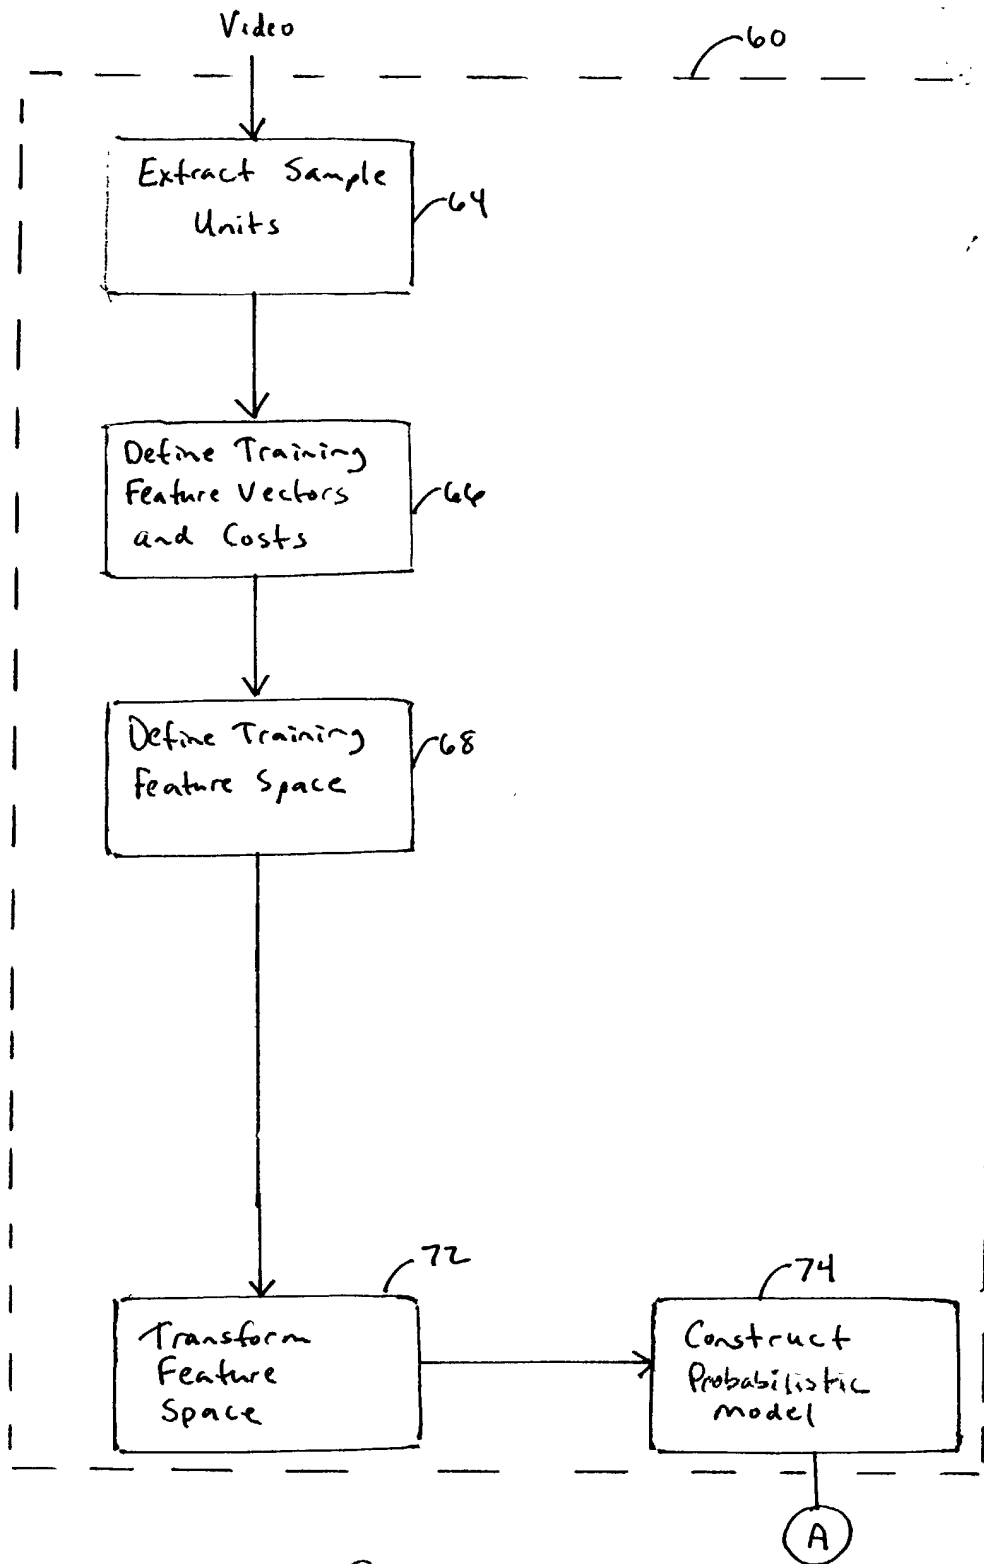 Video
60
Extract Sample
Units
64
Define Training
Feature Vectors
and Costs
66
Define Training
Feature Space
68
72
Transform
Feature
Space
74
Construct
Probabilistic
model
A